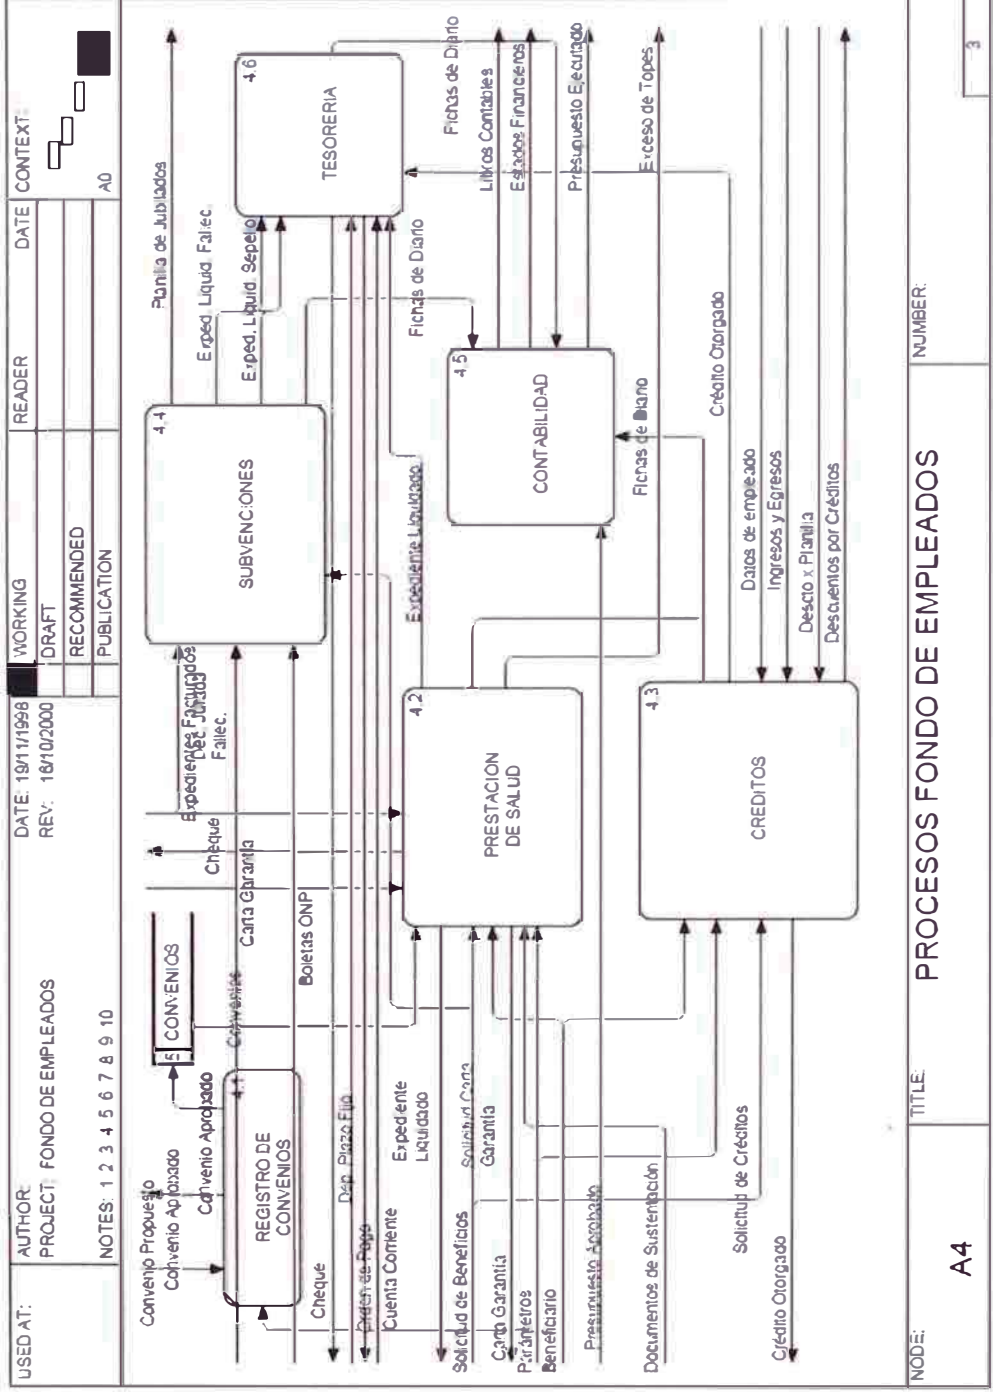 USED AT:
AUTHOR:
PROJECT: FONDO DE EMPLEADOS
NOTES: 1 2 3 4 5 6 7 8 9 10
DATE: 19/11/1998
REV: 16/10/2000
WORKING
DRAFT
RECOMMENDED
PUBLICATION
READER
DATE
CONTEXT:
A0
Convenio Propuesto
Convenio Aprobado
Convenio Aprobado
5
CONVENIOS
Convenios
4.1
REGISTRO DE
CONVENIOS
Cheque
Carta Garantía
Boletas ONP
Expedientes Facturados
Dec. Jurada
Fallec.
4.4
SUBVENCIONES
Planilla de Jubilados
Exped. Liquid. Fallec.
Exped. Liquid. Sepelio
4.6
TESORERIA
Fichas de Diario
Fichas de Diario
Libros Contables
Estados Financieros
Presupuesto Ejecutado
Exceso de Topes
4.5
CONTABILIDAD
Expediente Liquidado
Fichas de Diario
Crédito Otorgado
Cheque
Dep. Plazo Fijo
Orden de Pago
Cuenta Corriente
Expediente
Liquidado
Solicitud de Beneficios
Solicitud Carta
Garantía
Carta Garantía
Parámetros
Beneficiario
Presupuesto Aprobado
Documentos de Sustentación
4.2
PRESTACION
DE SALUD
4.3
CREDITOS
Solicitud de Créditos
Crédito Otorgado
Datos de empleado
Ingresos y Egresos
Descto x Planilla
Descuentos por Créditos
NODE:
A4
TITLE:
PROCESOS FONDO DE EMPLEADOS
NUMBER:
3